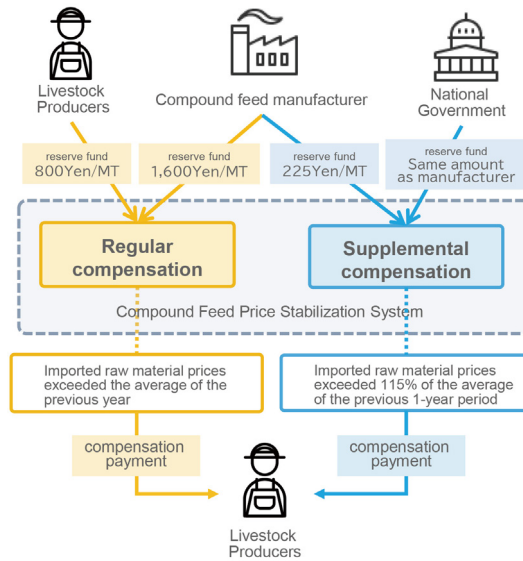 Livestock
Producers
Compound feed manufacturer
National
Government
reserve fund
800Yen/MT
reserve fund
1,600Yen/MT
reserve fund
225Yen/MT
reserve fund
Same amount
as manufacturer
Regular
compensation
Supplemental
compensation
Compound Feed Price Stabilization System
Imported raw material prices
exceeded the average of the
previous year
Imported raw material prices
exceeded 115% of the average
of the previous 1-year period
compensation
payment
compensation
payment
Livestock
Producers